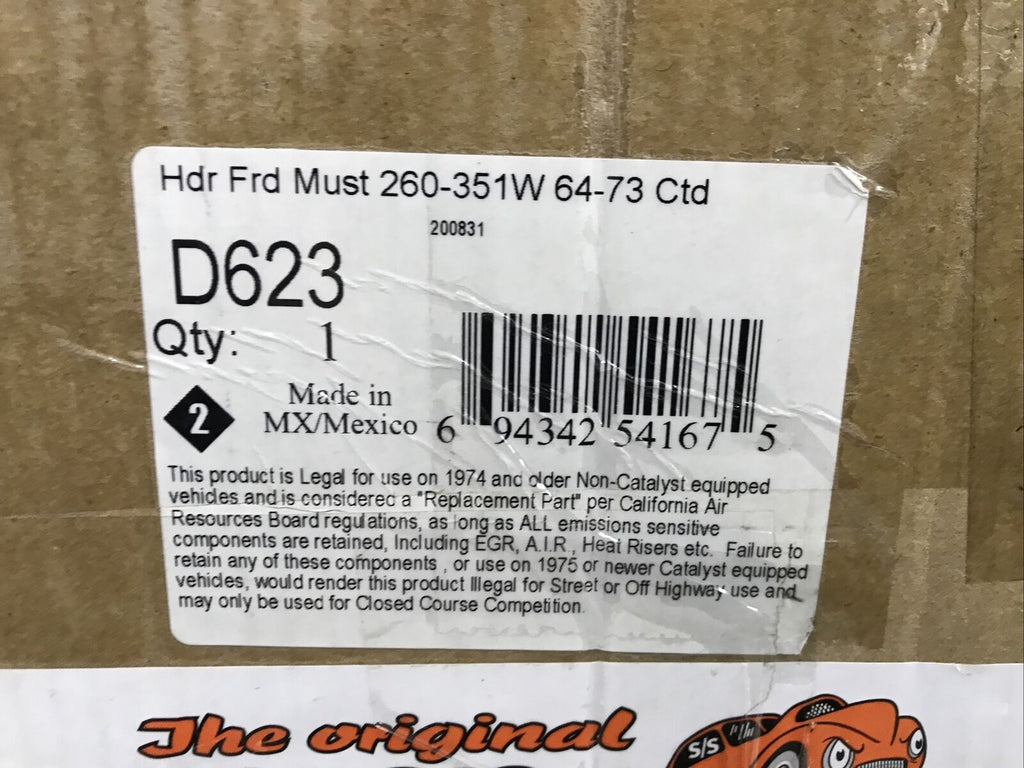 Hdr Frd Must 260-351W 64-73 Ctd
200831
D623
Qty: 1
2
Made in
MX/Mexico
6 94342 54167 5
This product is Legal for use on 1974 and older Non-Catalyst equipped
vehicles and is considered a "Replacement Part" per California Air
Resources Board regulations, as long as ALL emissions sensitive
components are retained, Including EGR, A.I.R., Heat Risers etc. Failure to
retain any of these components , or use on 1975 or newer Catalyst equipped
vehicles, would render this product Illegal for Street or Off Highway use and
may only be used for Closed Course Competition.
The original
S/S